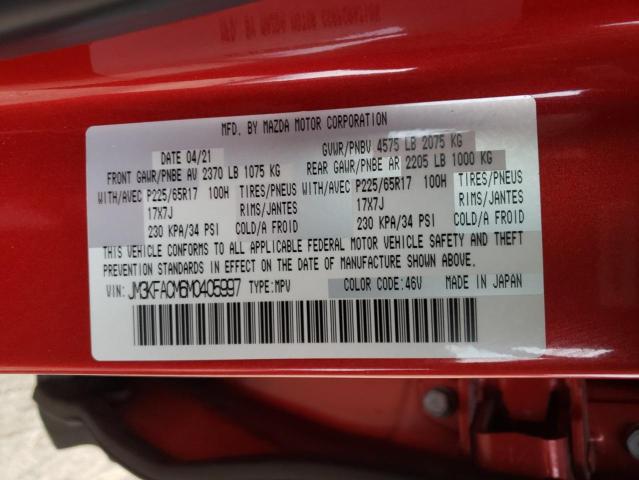 MFD. BY MAZDA MOTOR CORPORATION
DATE 04/21 GVWR/PNBV 4575 LB 2075 KG
FRONT GAWR/PNBE AV 2370 LB 1075 KG REAR GAWR/PNBE AR 2205 LB 1000 KG
WITH/AVEC P225/65R17 100H TIRES/PNEUS WITH/AVEC P225/65R17 100H TIRES/PNEUS
17X7J RIMS/JANTES 17X7J RIMS/JANTES
230 KPA/34 PSI COLD/A FROID 230 KPA/34 PSI COLD/A FROID
THIS VEHICLE CONFORMS TO ALL APPLICABLE FEDERAL MOTOR VEHICLE SAFETY AND THEFT
PREVENTION STANDARDS IN EFFECT ON THE DATE OF MANUFACTURE SHOWN ABOVE.
VIN: JM3KFACM6M0405997 TYPE:MPV COLOR CODE:46V MADE IN JAPAN